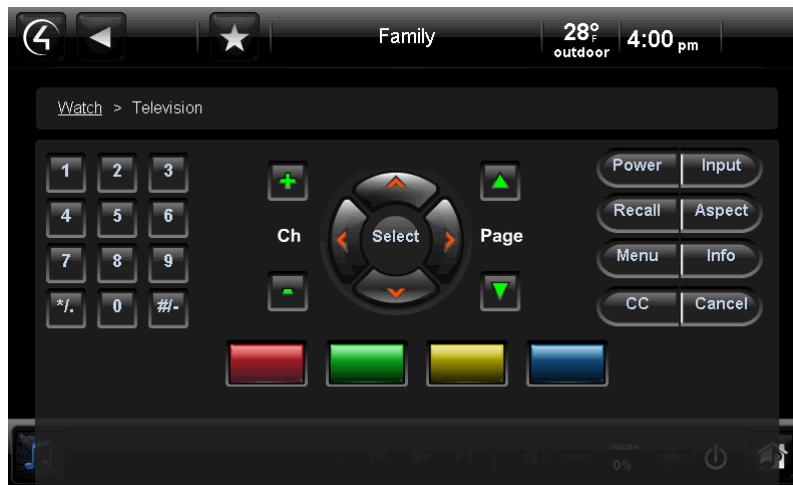 Family
28°F
outdoor
4:00 pm
Watch > Television
1 2 3
4 5 6
7 8 9
*/. 0 #/-
+
Ch
-
Select
Page
Power Input
Recall Aspect
Menu Info
CC Cancel
Volume
0%